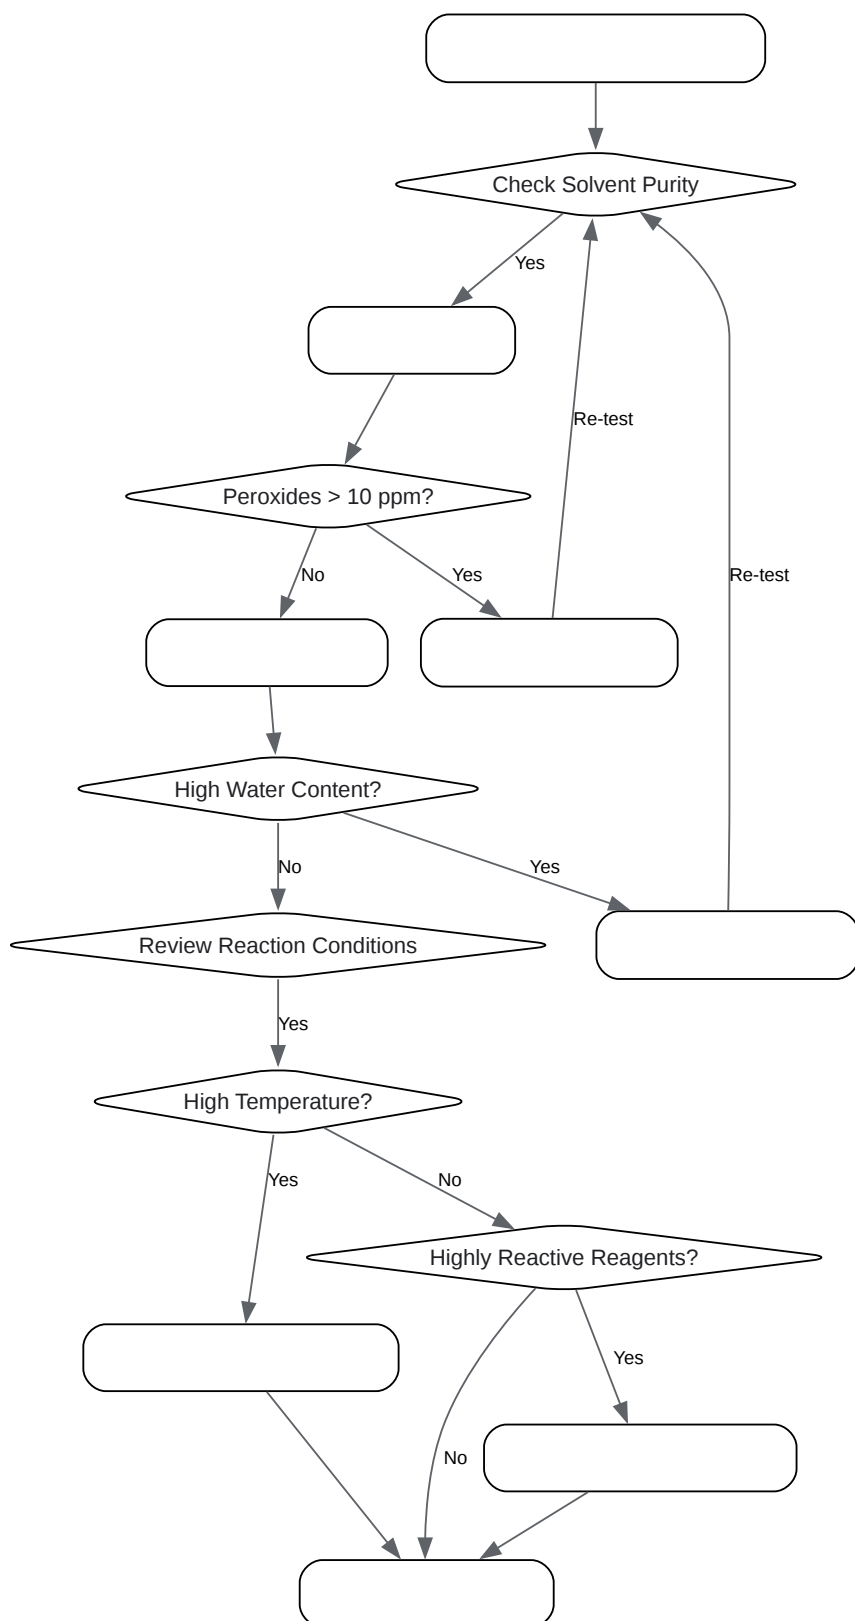 Check Solvent Purity
Yes
Re-test
Peroxides > 10 ppm?
No
Yes
Re-test
High Water Content?
No
Yes
Review Reaction Conditions
Yes
High Temperature?
Yes
No
Highly Reactive Reagents?
Yes
No